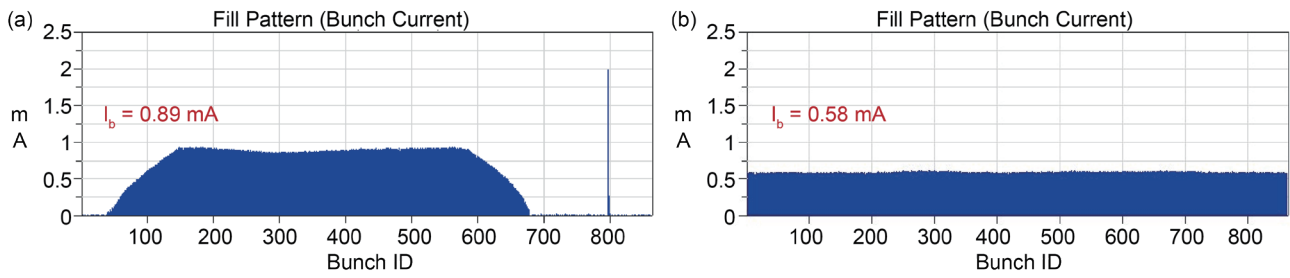 (a)
Fill Pattern (Bunch Current)
2.5
2
1.5
1
0.5
0
m
A
I_b = 0.89 mA
100 200 300 400 500 600 700 800
Bunch ID
(b)
Fill Pattern (Bunch Current)
2.5
2
1.5
1
0.5
0
m
A
I_b = 0.58 mA
100 200 300 400 500 600 700 800
Bunch ID